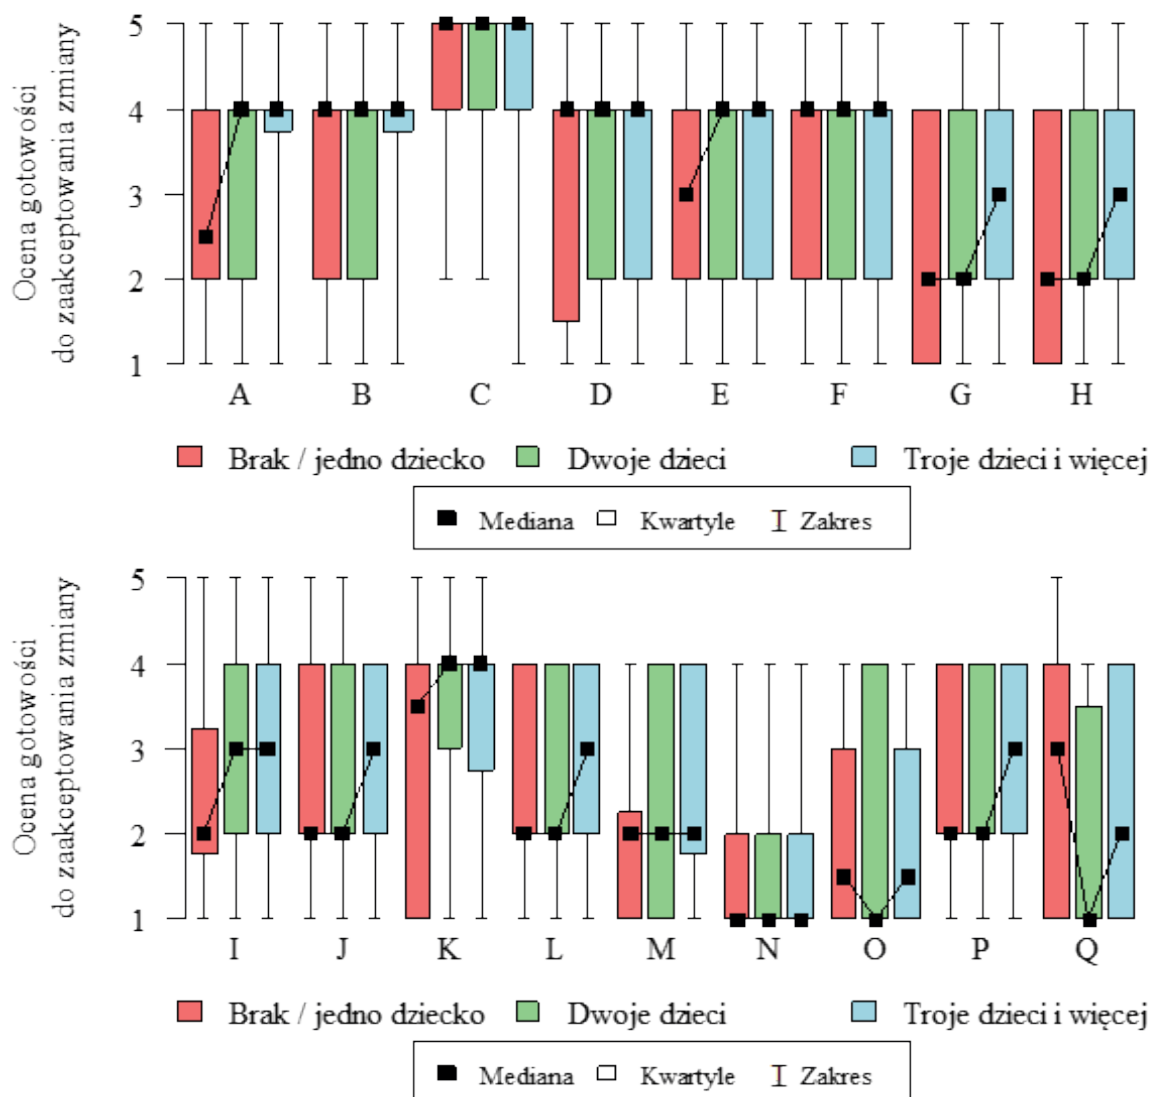 Ocena gotowości
do zaakceptowania zmiany
5
4
3
2
1
A B C D E F G H
Brak / jedno dziecko Dwoje dzieci Troje dzieci i więcej
Mediana Kwartyle Zakres
Ocena gotowości
do zaakceptowania zmiany
5
4
3
2
1
I J K L M N O P Q
Brak / jedno dziecko Dwoje dzieci Troje dzieci i więcej
Mediana Kwartyle Zakres